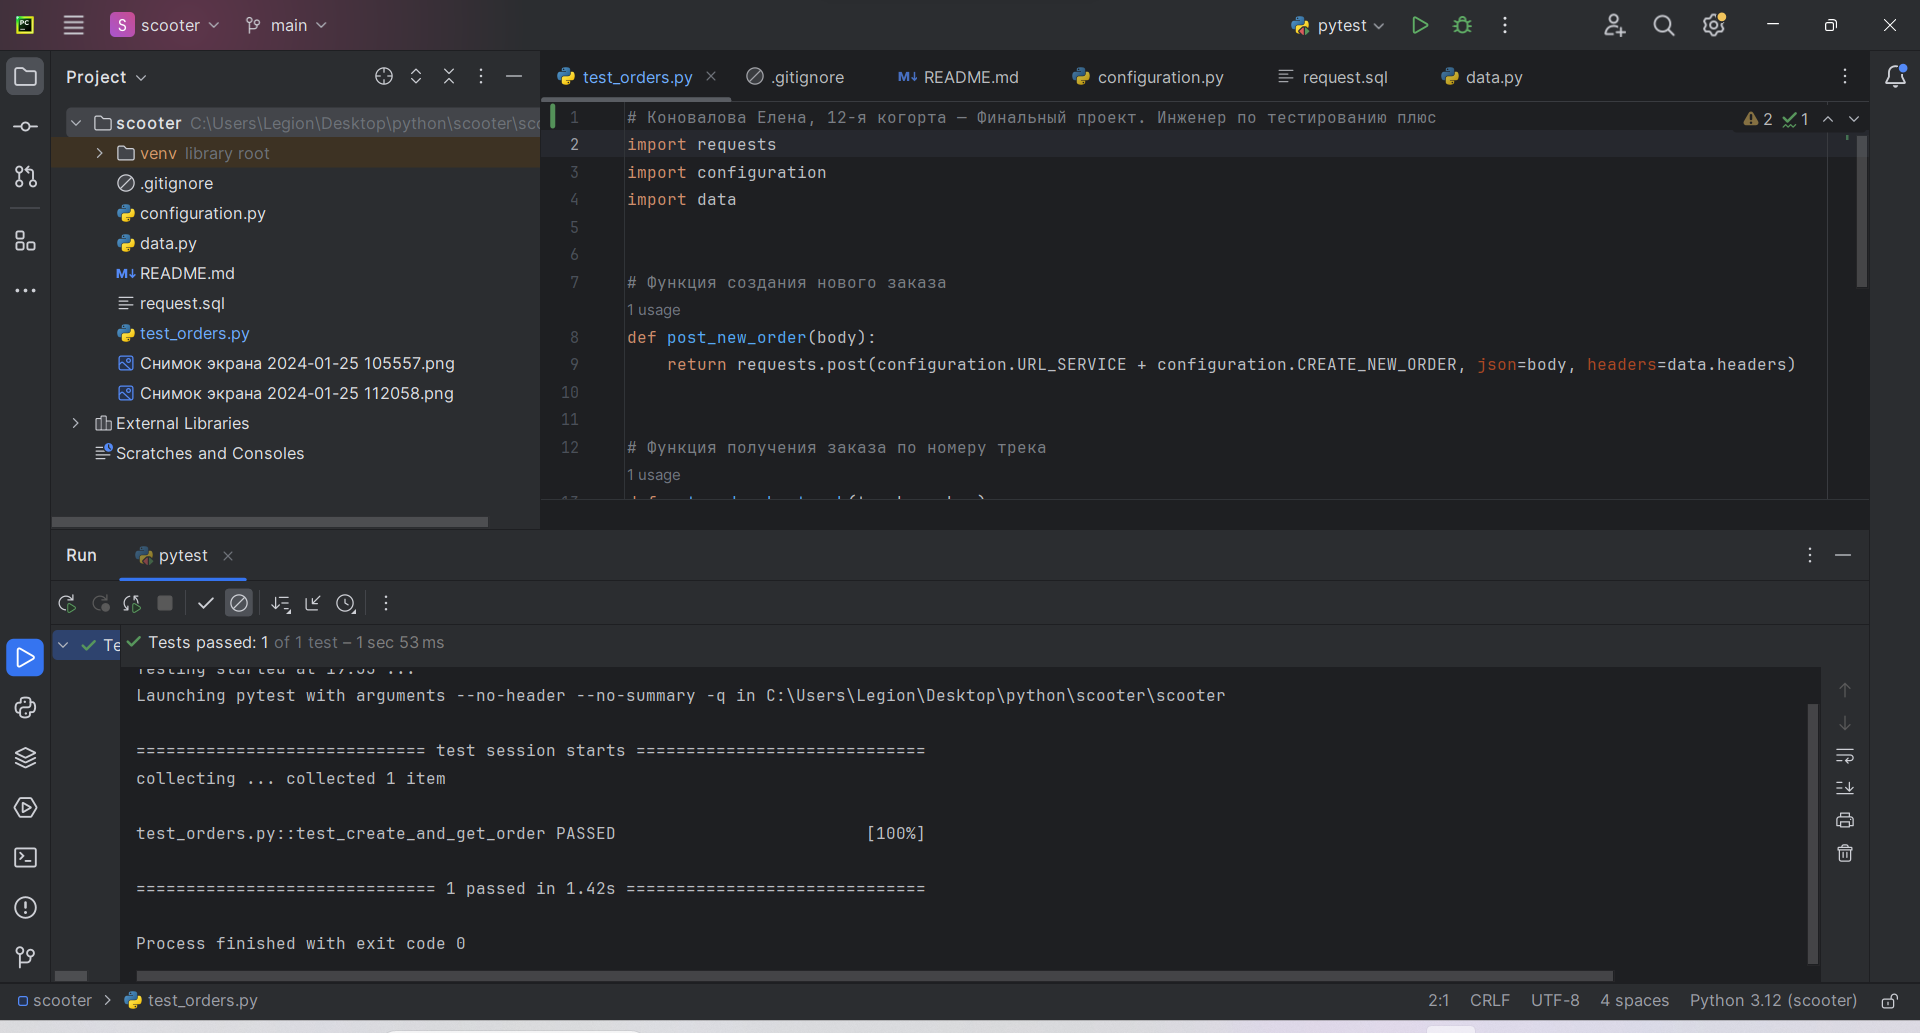 PC
S scooter
main
pytest
Project
test_orders.py
.gitignore
M↓ README.md
configuration.py
request.sql
data.py
scooter C:\Users\Legion\Desktop\python\scooter\sco
venv library root
.gitignore
configuration.py
data.py
M↓ README.md
request.sql
test_orders.py
Снимок экрана 2024-01-25 105557.png
Снимок экрана 2024-01-25 112058.png
External Libraries
Scratches and Consoles
1 # Коновалова Елена, 12-я когорта — Финальный проект. Инженер по тестированию плюс
2 1
2 import requests
3 import configuration
4 import data
5
6
7 # Функция создания нового заказа
1 usage
8 def post_new_order(body):
9 return requests.post(configuration.URL_SERVICE + configuration.CREATE_NEW_ORDER, json=body, headers=data.headers)
10
11
12 # Функция получения заказа по номеру трека
1 usage
Run
pytest
Te
Tests passed: 1 of 1 test – 1 sec 53 ms
Testing started at 19:55 ...
Launching pytest with arguments --no-header --no-summary -q in C:\Users\Legion\Desktop\python\scooter\scooter
============================= test session starts =============================
collecting ... collected 1 item
test_orders.py::test_create_and_get_order PASSED [100%]
============================== 1 passed in 1.42s ==============================
Process finished with exit code 0
scooter
test_orders.py
2:1 CRLF UTF-8 4 spaces Python 3.12 (scooter)